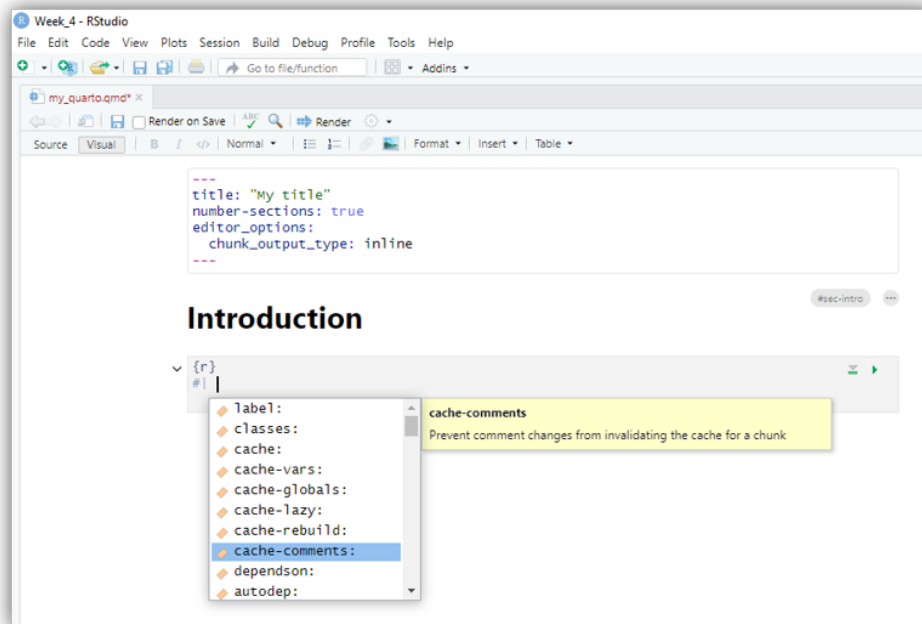 Week_4 - RStudio
File Edit Code View Plots Session Build Debug Profile Tools Help
Go to file/function Addins
my_quarto.qmd*
Render on Save ABC Render
Source Visual B I </> Normal Format Insert Table
---
title: "My title"
number-sections: true
editor_options:
  chunk_output_type: inline
---
#sec-intro
Introduction
{r}
#|
label:
classes:
cache:
cache-vars:
cache-globals:
cache-lazy:
cache-rebuild:
cache-comments:
dependson:
autodep:
cache-comments
Prevent comment changes from invalidating the cache for a chunk